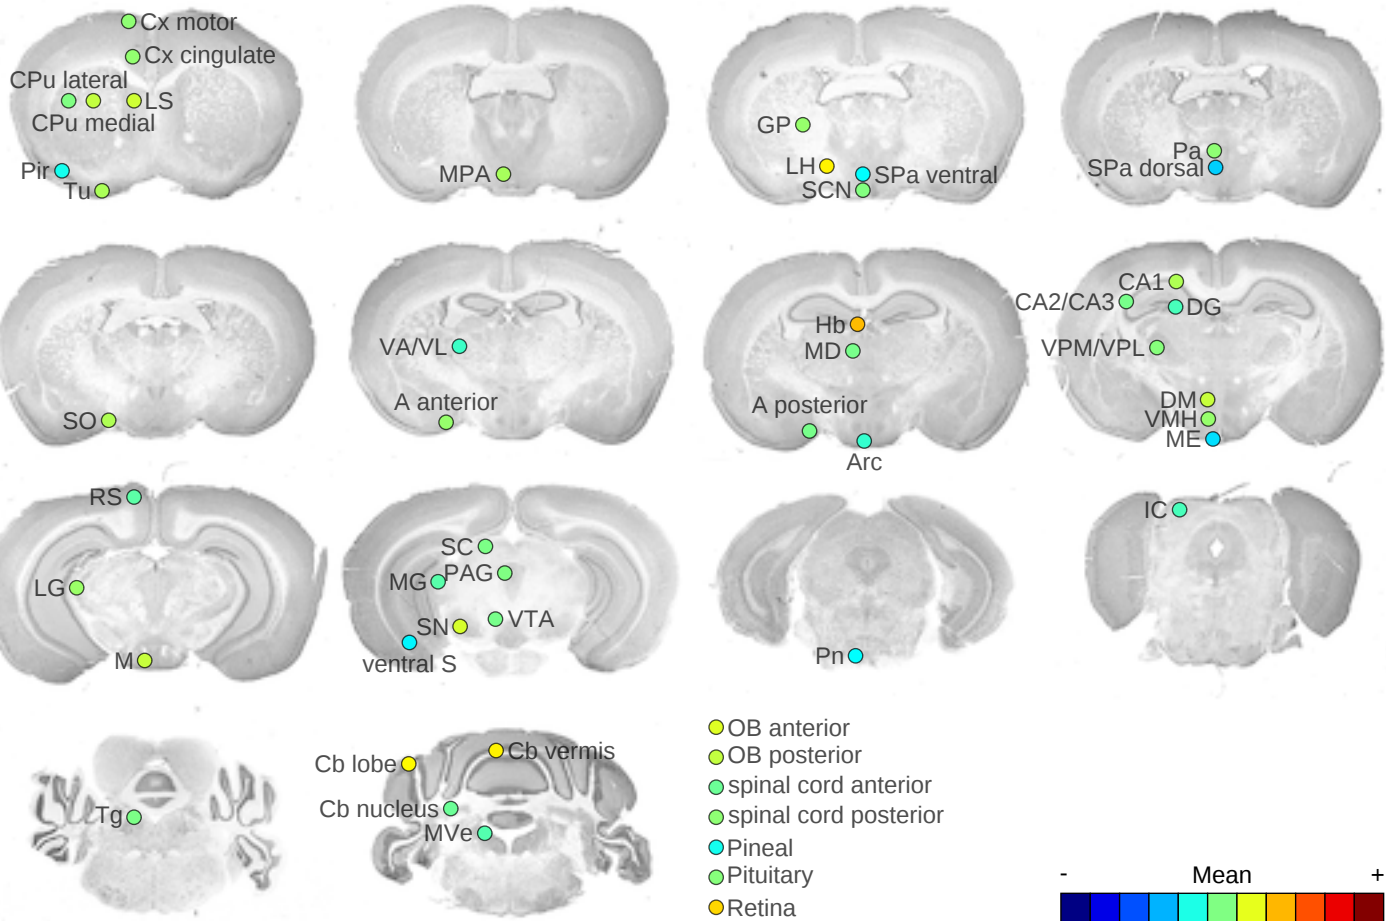 Cx motor
Cx cingulate
CPu lateral
LS
CPu medial
Pir
Tu
MPA
GP
LH
SPa ventral
SCN
Pa
SPa dorsal
SO
VA/VL
A anterior
Hb
MD
A posterior
Arc
CA1
CA2/CA3
DG
VPM/VPL
DM
VMH
ME
RS
LG
M
SC
MG
PAG
SN
VTA
ventral S
Pn
IC
Tg
Cb lobe
Cb vermis
Cb nucleus
MVe
OB anterior
OB posterior
spinal cord anterior
spinal cord posterior
Pineal
Pituitary
Retina
- Mean +